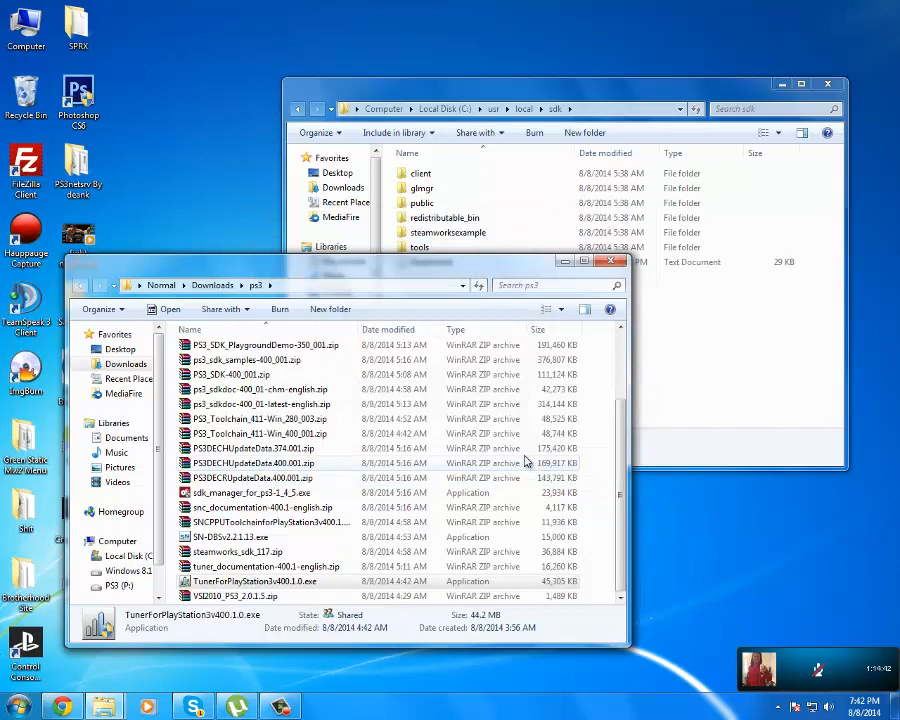 Computer
SPRX
Recycle Bin
Photoshop CS6
FileZilla Client
PS3netsrv By deank
Hauppauge Capture
TeamSpeak 3 Client
ImgBurn
Green Static Mw2 Menu
Shit
Brotherhood Site
Control Conso...
Computer Local Disk (C:) usr local sdk
Search sdk
Organize Include in library Share with Burn New folder
Name Date modified Type Size
Favorites
Desktop
Downloads
Recent Place
MediaFire
Libraries
client 8/8/2014 5:38 AM File folder
glmgr 8/8/2014 5:38 AM File folder
public 8/8/2014 5:38 AM File folder
redistributable_bin 8/8/2014 5:38 AM File folder
steamworksexample 8/8/2014 5:38 AM File folder
tools 8/8/2014 5:38 AM File folder
PM Text Document 29 KB
Normal Downloads ps3
Search ps3
Organize Open Share with Burn New folder
Name Date modified Type Size
Favorites
Desktop
Downloads
Recent Place
MediaFire
Libraries
Documents
Music
Pictures
Videos
Homegroup
Computer
Local Disk (C
Windows 8.1
PS3 (P:)
PS3_SDK_PlaygroundDemo-350_001.zip 8/8/2014 5:13 AM WinRAR ZIP archive 191,460 KB
ps3_sdk_samples-400_001.zip 8/8/2014 5:12 AM WinRAR ZIP archive 376,807 KB
PS3_SDK-400_001.zip 8/8/2014 5:08 AM WinRAR ZIP archive 111,124 KB
ps3_sdkdoc-400_01-chm-english.zip 8/8/2014 5:16 AM WinRAR ZIP archive 42,273 KB
ps3_sdkdoc-400_01-latest-english.zip 8/8/2014 5:13 AM WinRAR ZIP archive 314,144 KB
PS3_Toolchain_411-Win_280_003.zip 8/8/2014 4:52 AM WinRAR ZIP archive 48,525 KB
PS3_Toolchain_411-Win_400_001.zip 8/8/2014 4:42 AM WinRAR ZIP archive 48,744 KB
PS3DECHUpdateData.374.001.zip 8/8/2014 5:16 AM WinRAR ZIP archive 175,420 KB
PS3DECHUpdateData.400.001.zip 8/8/2014 5:16 AM WinRAR ZIP archive 169,917 KB
PS3DECRUpdateData.400.001.zip 8/8/2014 5:16 AM WinRAR ZIP archive 143,791 KB
sdk_manager_for_ps3-1_4_5.exe 8/8/2014 5:16 AM Application 23,934 KB
snc_documentation-400.1-english.zip 8/8/2014 5:16 AM WinRAR ZIP archive 4,117 KB
SNCPPUToolchainforPlayStation3v400.1.... 8/8/2014 5:16 AM WinRAR ZIP archive 11,936 KB
SN-DBSv2.2.1.13.exe 8/8/2014 4:53 AM Application 15,000 KB
steamworks_sdk_117.zip 8/8/2014 4:56 AM WinRAR ZIP archive 36,884 KB
tuner_documentation-400.1-english.zip 8/8/2014 5:11 AM WinRAR ZIP archive 16,260 KB
TunerForPlayStation3v400.1.0.exe 8/8/2014 4:42 AM Application 45,305 KB
VSI2010_PS3_2.0.1.5.zip 8/8/2014 4:29 AM WinRAR ZIP archive 1,489 KB
TunerForPlayStation3v400.1.0.exe State: Shared Size: 44.2 MB
Application Date modified: 8/8/2014 4:42 AM Date created: 8/8/2014 3:56 AM
1:14:42
7:42 PM
8/8/2014